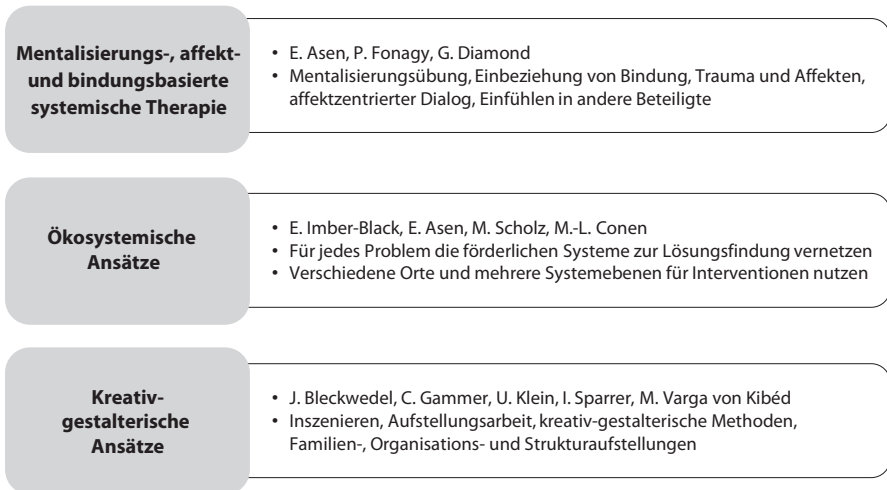 Mentalisierungs-, affekt-
und bindungsbasierte
systemische Therapie
• E. Asen, P. Fonagy, G. Diamond
• Mentalisierungsübung, Einbeziehung von Bindung, Trauma und Affekten,
affektzentrierter Dialog, Einfühlen in andere Beteiligte
Ökosystemische
Ansätze
• E. Imber-Black, E. Asen, M. Scholz, M.-L. Conen
• Für jedes Problem die förderlichen Systeme zur Lösungsfindung vernetzen
• Verschiedene Orte und mehrere Systemebenen für Interventionen nutzen
Kreativ-
gestalterische
Ansätze
• J. Bleckwedel, C. Gammer, U. Klein, I. Sparrer, M. Varga von Kibéd
• Inszenieren, Aufstellungsarbeit, kreativ-gestalterische Methoden,
Familien-, Organisations- und Strukturaufstellungen